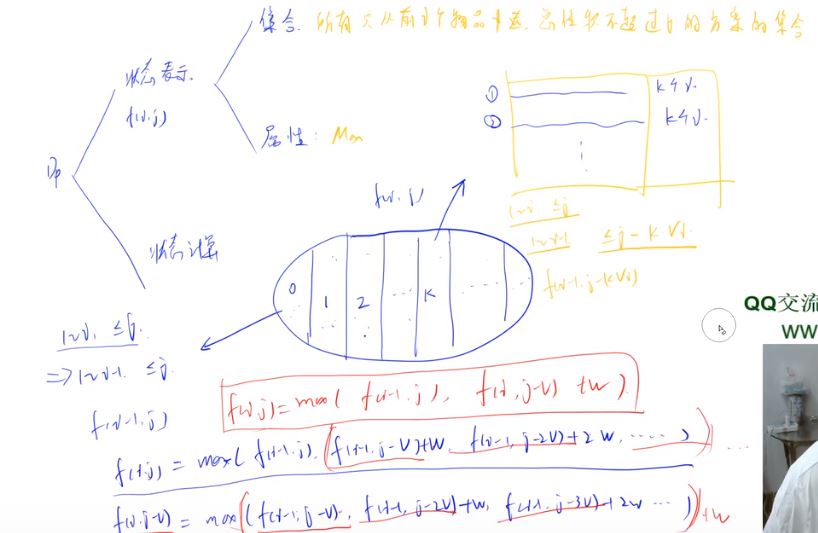 集合: 所有只从前i个物品中选，总体积不超过j的方案的集合
状态表示
f(i,j)
属性: Max
DP
状态计算
① k个vi
② k个vi
f(i,j)
1~i ≤j
1~i-1 ≤j-k·vi
f(i-1,j-kvi)
0 1 2 ...... k ......
QQ交流
WW
1~i ≤j
=> 1~i-1 ≤j
f(i-1,j)
f(i,j)=max( f(i-1,j), f(i,j-v)+w )
f(i,j) = max( f(i-1,j), f(i-1,j-v)+w, f(i-1,j-2v)+2w, ...... ) ...
f(i,j-v) = max( f(i-1,j-v), f(i-1,j-2v)+w, f(i-1,j-3v)+2w ... ) +w